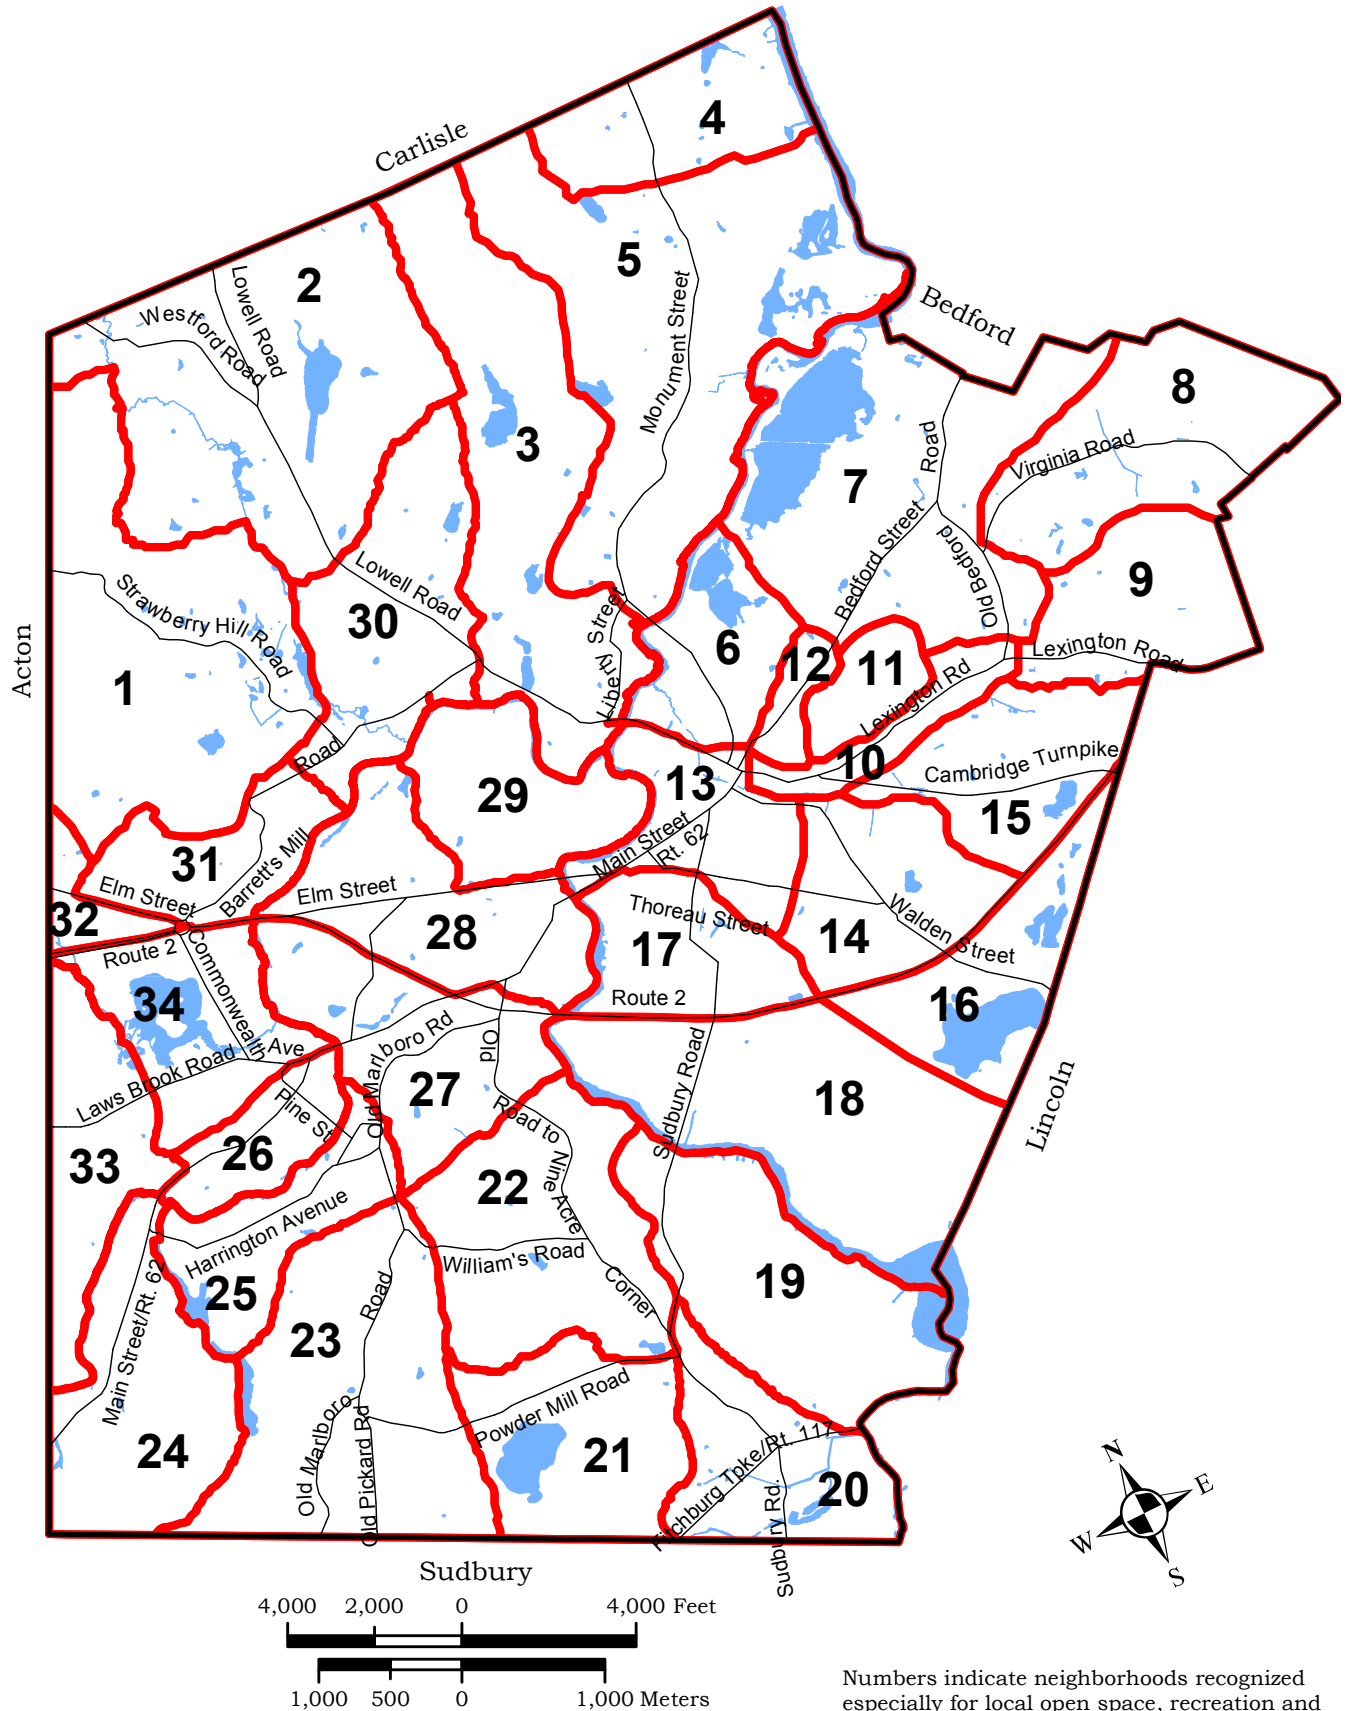 4
Carlisle
5
2
Bedford
Lowell Road
Westford Road
Monument Street
8
3
Road
Virginia Road
7
Bedford Street
Old Bedford
9
Lowell Road
Strawberry Hill Road
30
Liberty Street
6
12
11
Lexington Road
Acton
1
Lexington Rd
Road
10
Cambridge Turnpike
13
29
15
Main Street
Rt. 62
31
Barrett's Mill
Elm Street
Elm Street
32
28
Thoreau Street
Walden Street
17
14
Route 2
Commonwealth
Ave
34
Route 2
16
Old Marlboro Rd
Old
Laws Brook Road
Sudbury Road
27
18
Lincoln
Pine St
Road to
Nine Acre
Corner
26
33
22
Harrington Avenue
William's Road
19
25
Road
Main Street/Rt. 62
23
Powder Mill Road
Old Marlboro
Old Pickard Rd
24
21
Fitchburg Tpke/Rt. 117
20
Sudbury Rd.
N
E
W
S
Sudbury
4,000 2,000 0 4,000 Feet
1,000 500 0 1,000 Meters
Numbers indicate neighborhoods recognized
especially for local open space, recreation and